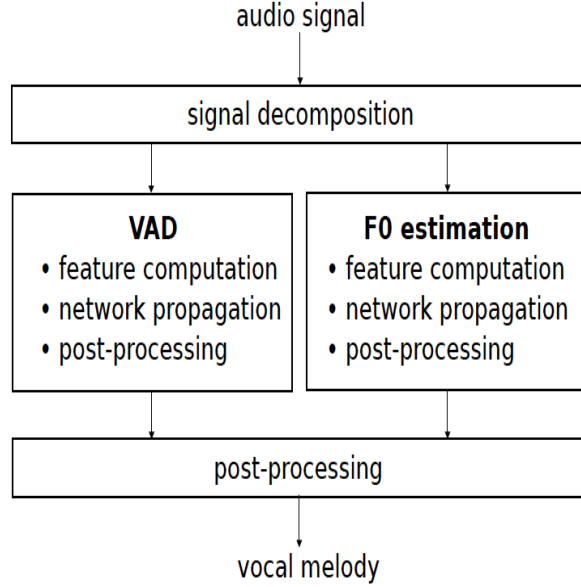 audio signal
signal decomposition
VAD
• feature computation
• network propagation
• post-processing
F0 estimation
• feature computation
• network propagation
• post-processing
post-processing
vocal melody